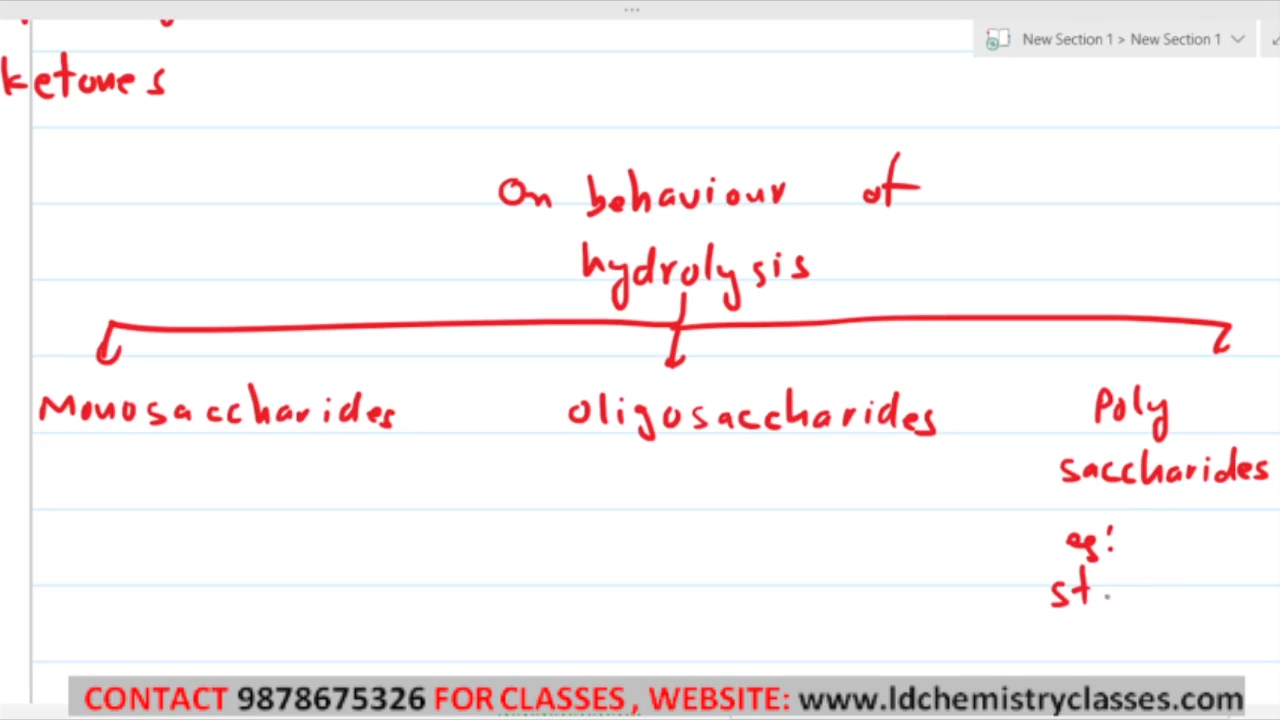 New Section 1 > New Section 1
ketones
On behaviour of
hydrolysis
Monosaccharides
Oligosaccharides
Poly
saccharides
eg:
st
CONTACT 9878675326 FOR CLASSES , WEBSITE: www.ldchemistryclasses.com